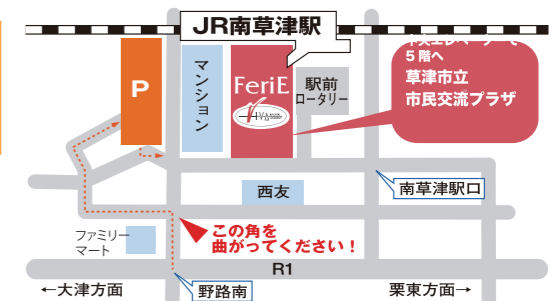 JR南草津駅
5階へ
草津市立
市民交流プラザ
P
マンション
FeriE
駅前
ロータリー
西友
南草津駅口
この角を
曲がってください！
ファミリー
マート
R1
←大津方面
野路南
栗東方面→